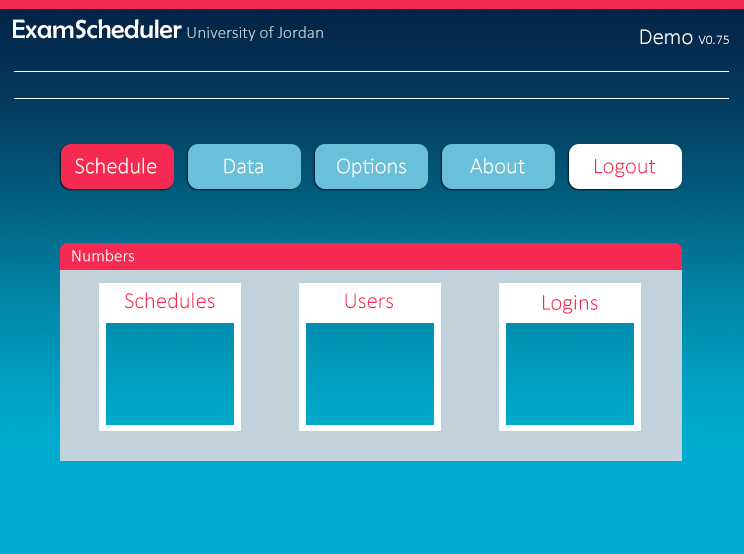 ExamScheduler University of Jordan
Demo V0.75
Schedule Data Options About Logout
Numbers
Schedules Users Logins